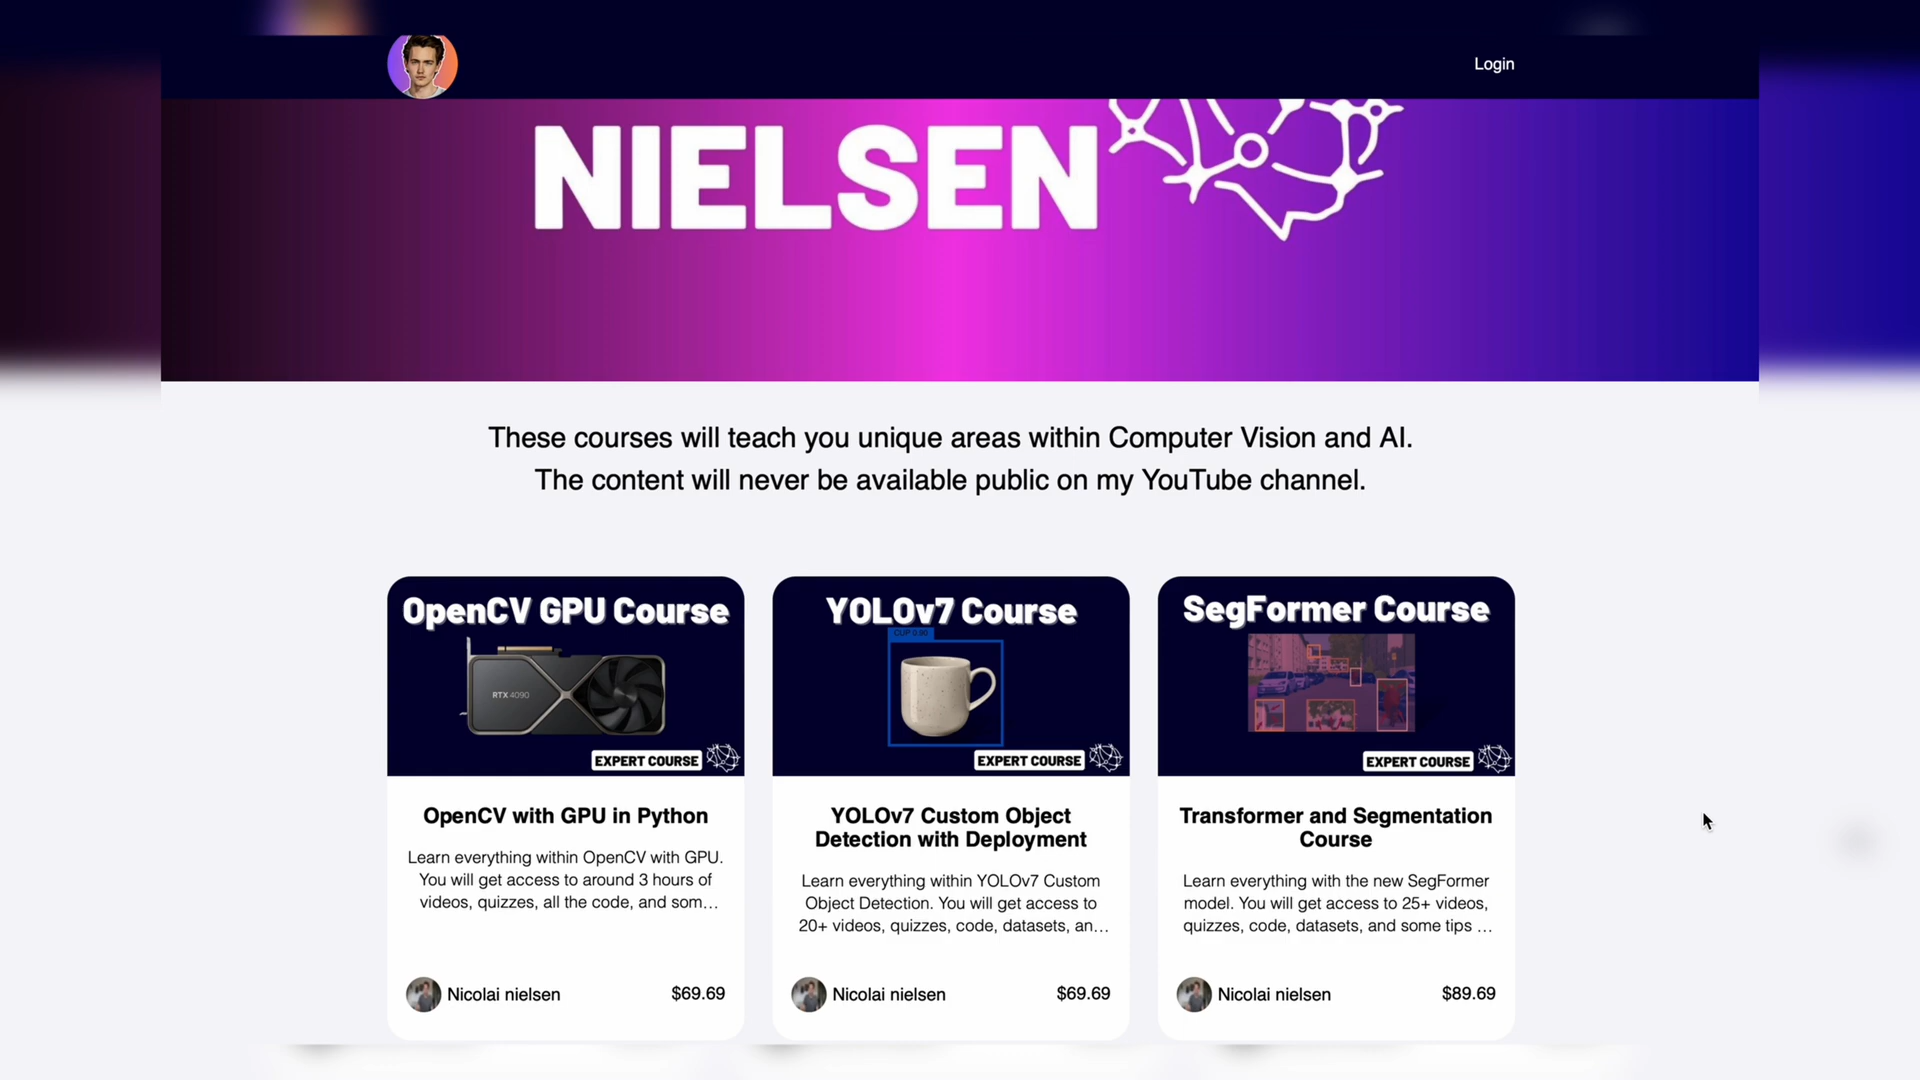 Login
NIELSEN
These courses will teach you unique areas within Computer Vision and AI.
The content will never be available public on my YouTube channel.
OpenCV GPU Course
RTX 4090
EXPERT COURSE
OpenCV with GPU in Python
Learn everything within OpenCV with GPU.
You will get access to around 3 hours of
videos, quizzes, all the code, and som…
Nicolai nielsen
$69.69
YOLOv7 Course
CUP 0.80
EXPERT COURSE
YOLOv7 Custom Object
Detection with Deployment
Learn everything within YOLOv7 Custom
Object Detection. You will get access to
20+ videos, quizzes, code, datasets, an…
Nicolai nielsen
$69.69
SegFormer Course
EXPERT COURSE
Transformer and Segmentation
Course
Learn everything with the new SegFormer
model. You will get access to 25+ videos,
quizzes, code, datasets, and some tips …
Nicolai nielsen
$89.69